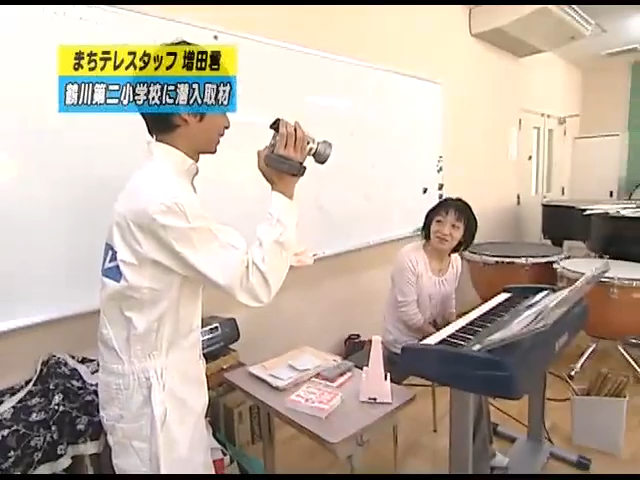 まちテレスタッフ 増田言
鶴川第二小学校に潜入取材